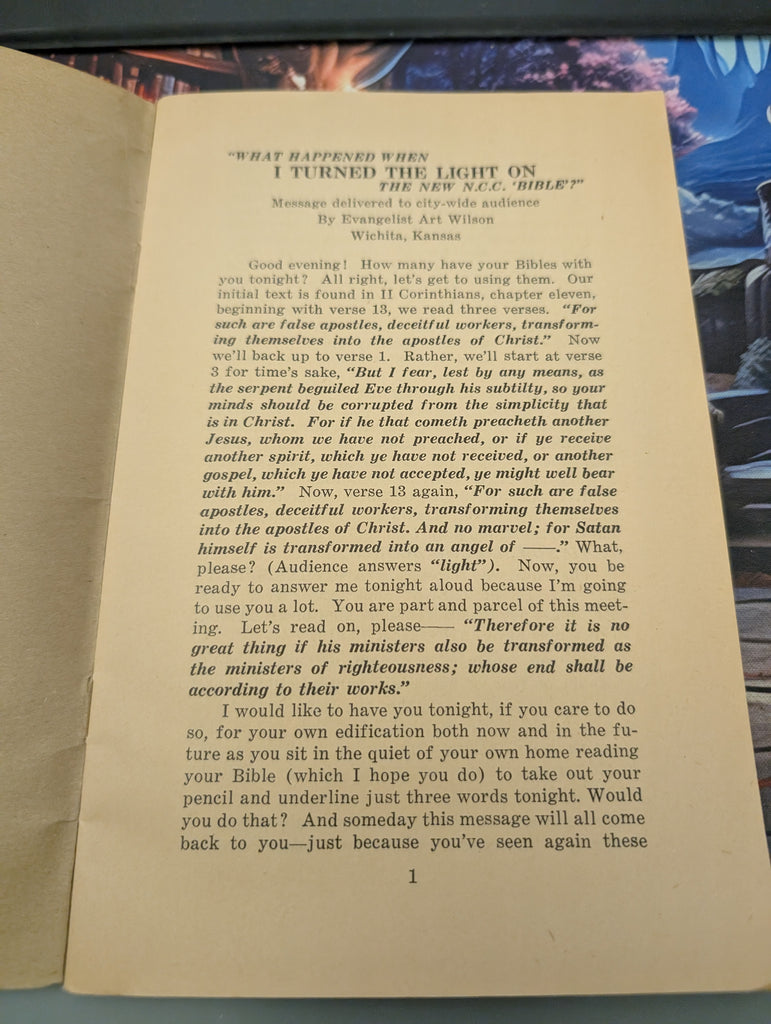 "WHAT HAPPENED WHEN
I TURNED THE LIGHT ON
THE NEW N.C.C. 'BIBLE'?"
Message delivered to city-wide audience
By Evangelist Art Wilson
Wichita, Kansas
Good evening! How many have your Bibles with
you tonight? All right, let's get to using them. Our
initial text is found in II Corinthians, chapter eleven,
beginning with verse 13, we read three verses. "For
such are false apostles, deceitful workers, transform-
ing themselves into the apostles of Christ." Now
we'll back up to verse 1. Rather, we'll start at verse
3 for time's sake, "But I fear, lest by any means, as
the serpent beguiled Eve through his subtilty, so your
minds should be corrupted from the simplicity that
is in Christ. For if he that cometh preacheth another
Jesus, whom we have not preached, or if ye receive
another spirit, which ye have not received, or another
gospel, which ye have not accepted, ye might well bear
with him." Now, verse 13 again, "For such are false
apostles, deceitful workers, transforming themselves
into the apostles of Christ. And no marvel; for Satan
himself is transformed into an angel of ——." What,
please? (Audience answers "light"). Now, you be
ready to answer me tonight aloud because I'm going
to use you a lot. You are part and parcel of this meet-
ing. Let's read on, please—— "Therefore it is no
great thing if his ministers also be transformed as
the ministers of righteousness; whose end shall be
according to their works."
I would like to have you tonight, if you care to do
so, for your own edification both now and in the fu-
ture as you sit in the quiet of your own home reading
your Bible (which I hope you do) to take out your
pencil and underline just three words tonight. Would
you do that? And someday this message will all come
back to you—just because you've seen again these
1